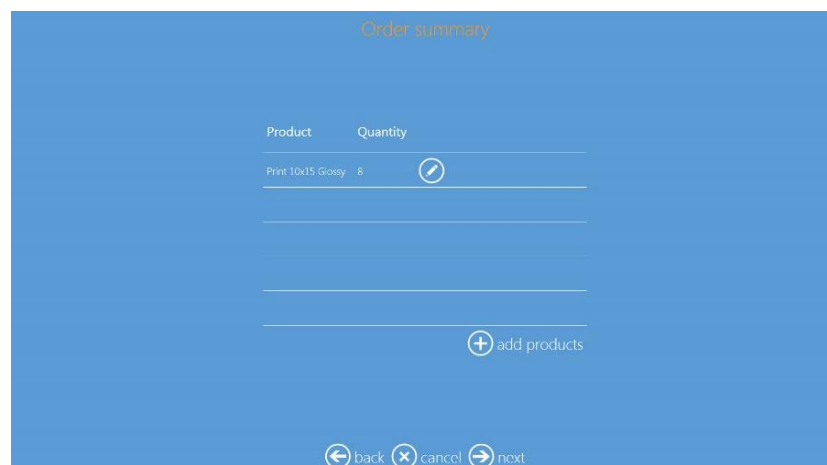 Order summary
Product Quantity
Print 10x15 Glossy 8
add products
back cancel next